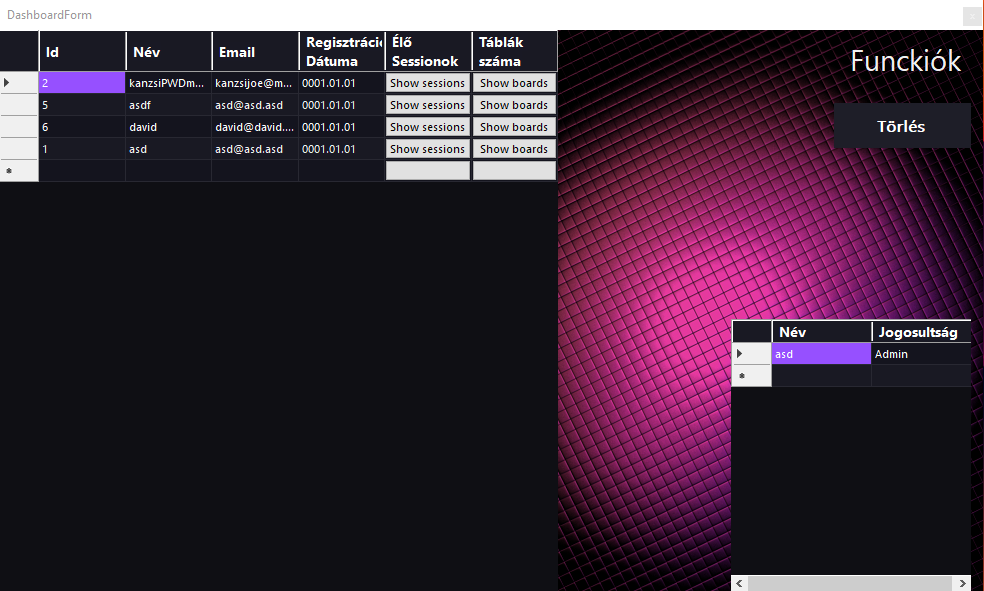 DashboardForm
Id Név Email Regisztráció Dátuma Élő Sessionok Táblák száma
2 kanzsiPWDm... kanzsijoe@m... 0001.01.01 Show sessions Show boards
5 asdf asd@asd.asd 0001.01.01 Show sessions Show boards
6 david david@david.... 0001.01.01 Show sessions Show boards
1 asd asd@asd.asd 0001.01.01 Show sessions Show boards
Funckiók
Törlés
Név Jogosultság
asd Admin